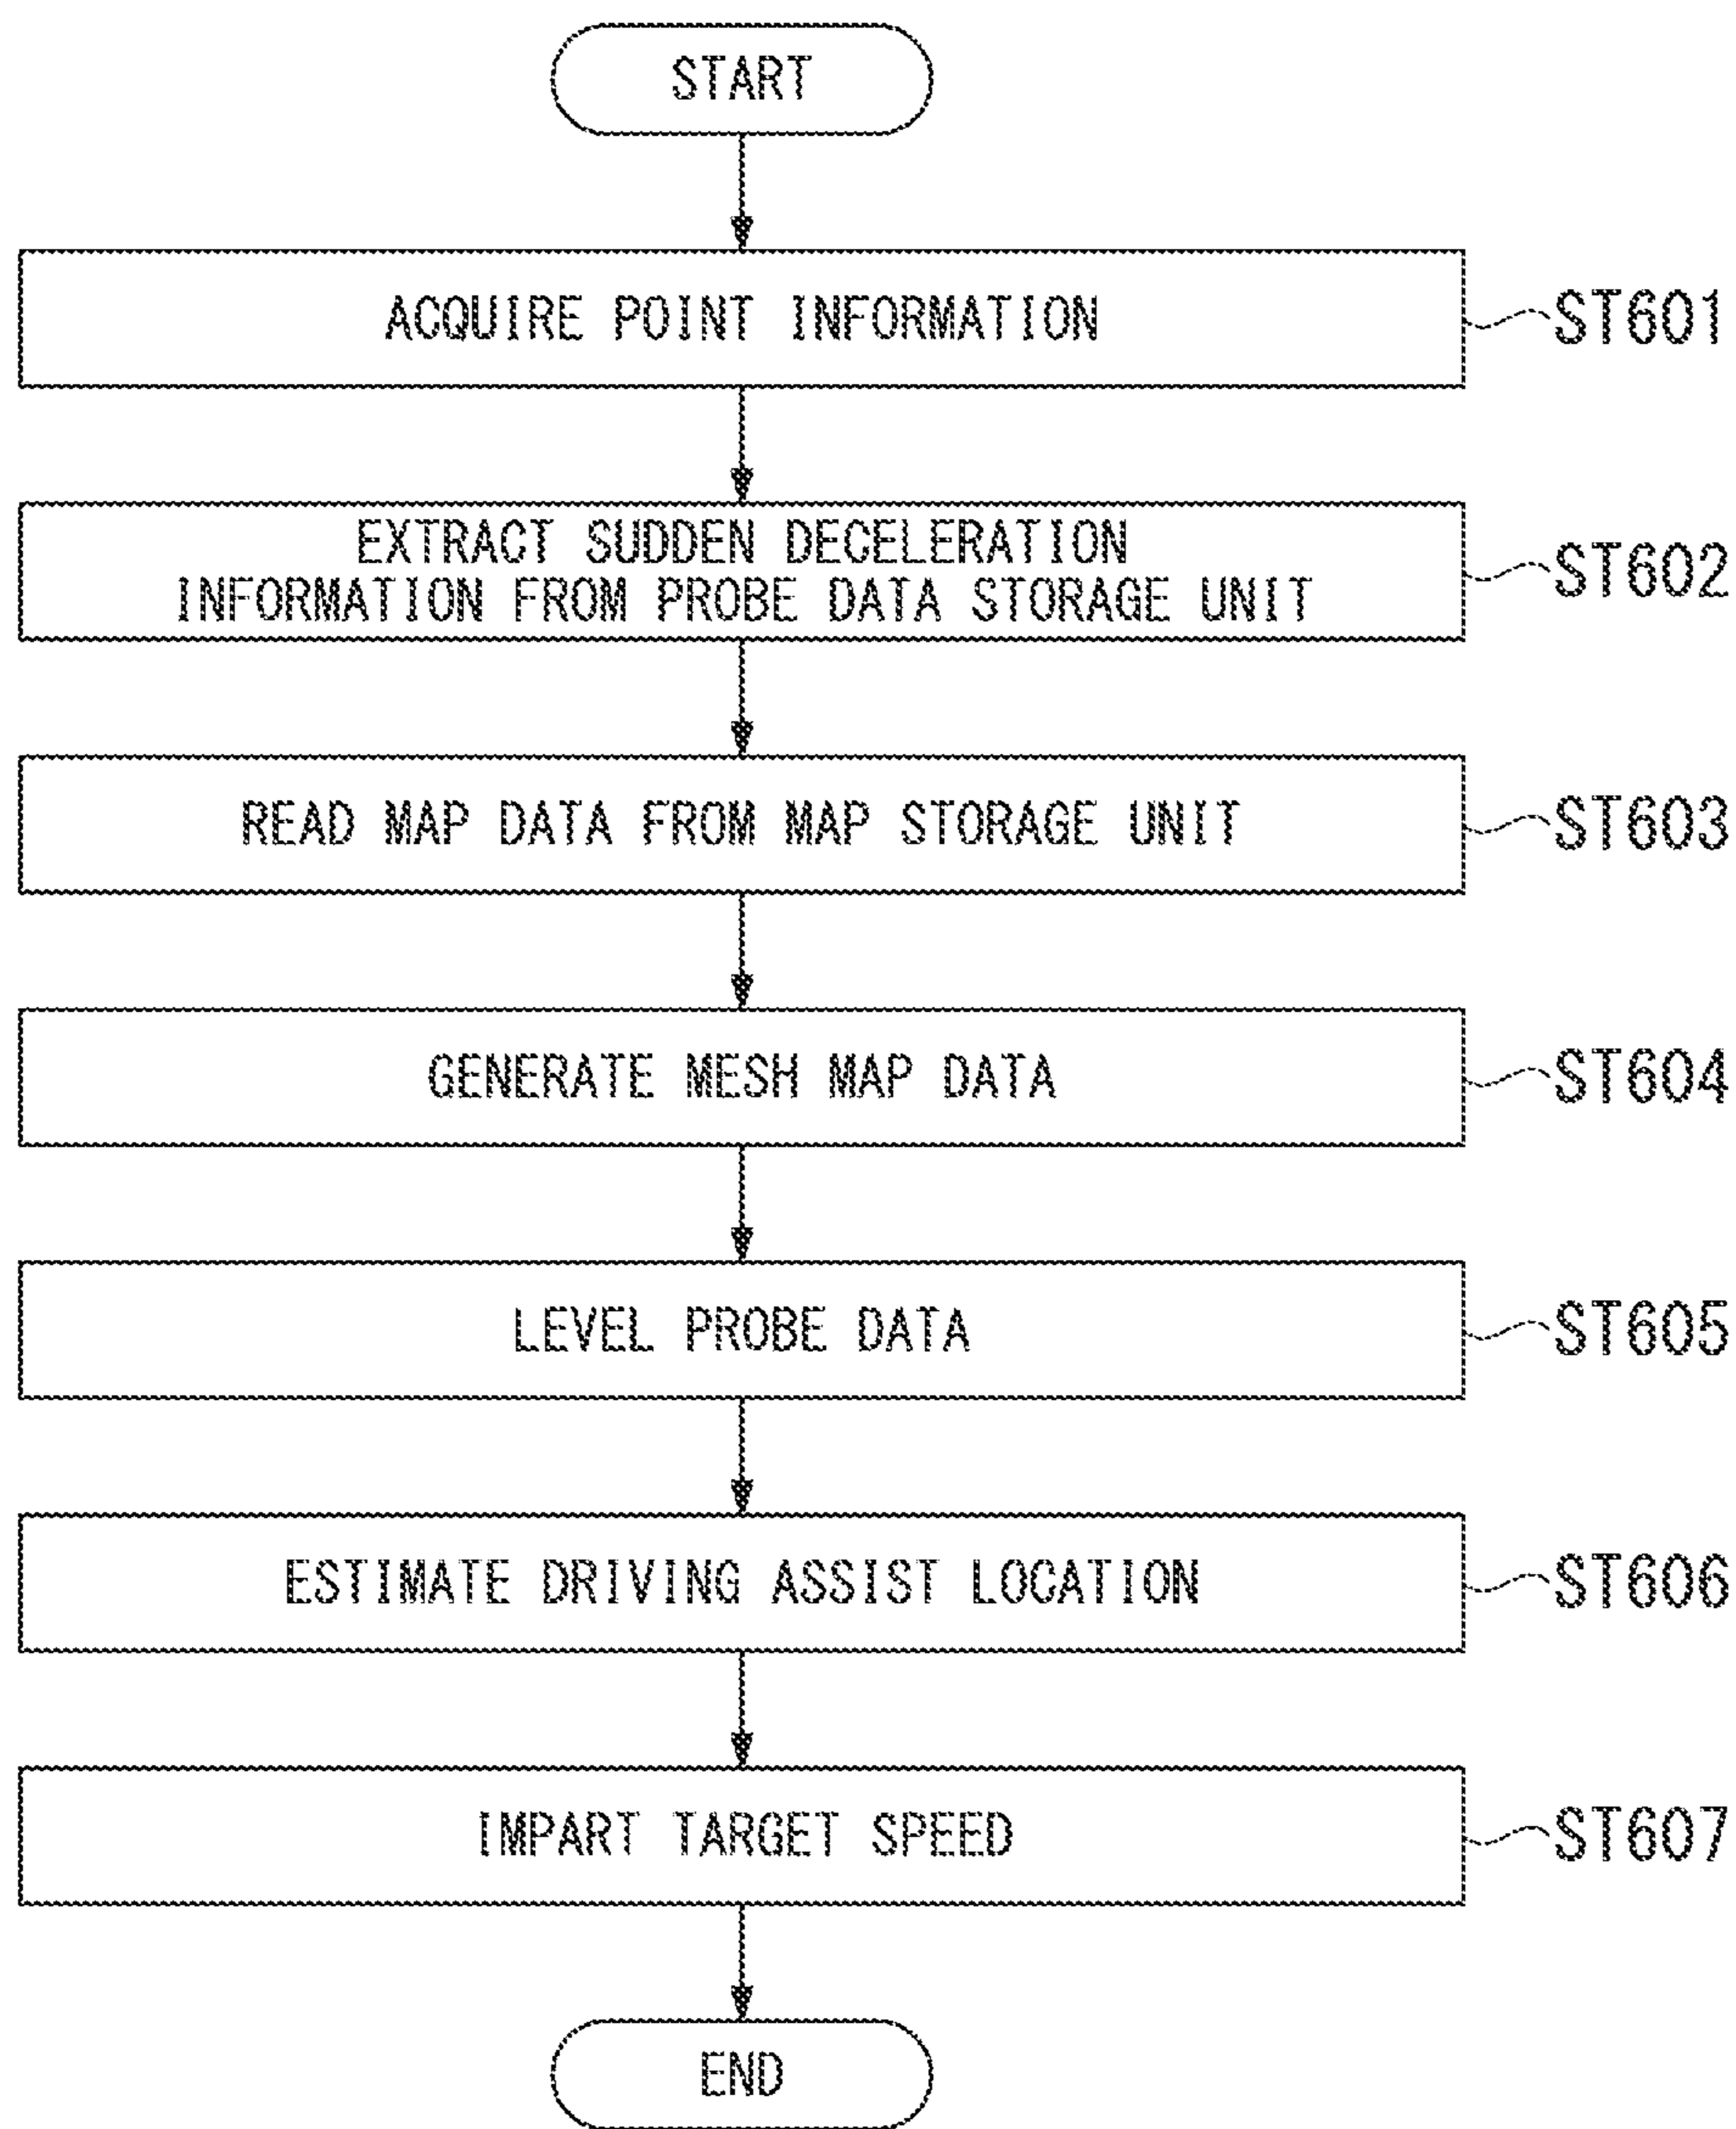 START
ACQUIRE POINT INFORMATION
ST601
EXTRACT SUDDEN DECELERATION
INFORMATION FROM PROBE DATA STORAGE UNIT
ST602
READ MAP DATA FROM MAP STORAGE UNIT
ST603
GENERATE MESH MAP DATA
ST604
LEVEL PROBE DATA
ST605
ESTIMATE DRIVING ASSIST LOCATION
ST606
IMPART TARGET SPEED
ST607
END